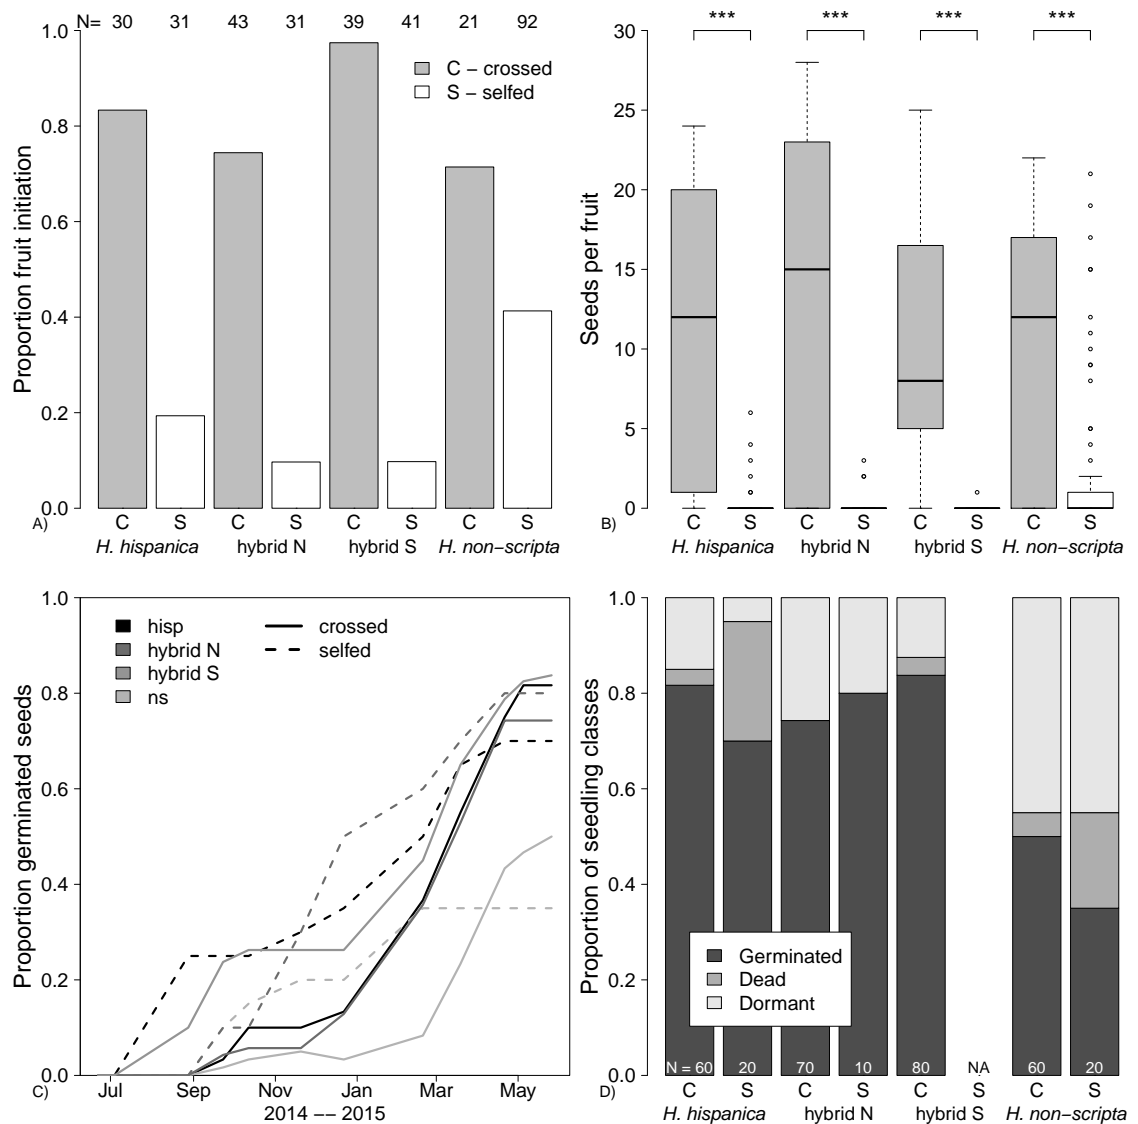 N= 30 31 43 31 39 41 21 92
C − crossed
S − selfed
Proportion fruit initiation
1.0
0.8
0.6
0.4
0.2
0.0
A)
C S C S C S C S
H. hispanica hybrid N hybrid S H. non−scripta
*** *** *** ***
Seeds per fruit
30
25
20
15
10
5
0
B)
C S C S C S C S
H. hispanica hybrid N hybrid S H. non−scripta
hisp
hybrid N
hybrid S
ns
crossed
selfed
Proportion germinated seeds
1.0
0.8
0.6
0.4
0.2
0.0
C)
Jul Sep Nov Jan Mar May
2014 −− 2015
Proportion of seedling classes
1.0
0.8
0.6
0.4
0.2
0.0
Germinated
Dead
Dormant
N = 60 20 70 10 80 NA 60 20
D)
C S C S C S C S
H. hispanica hybrid N hybrid S H. non−scripta